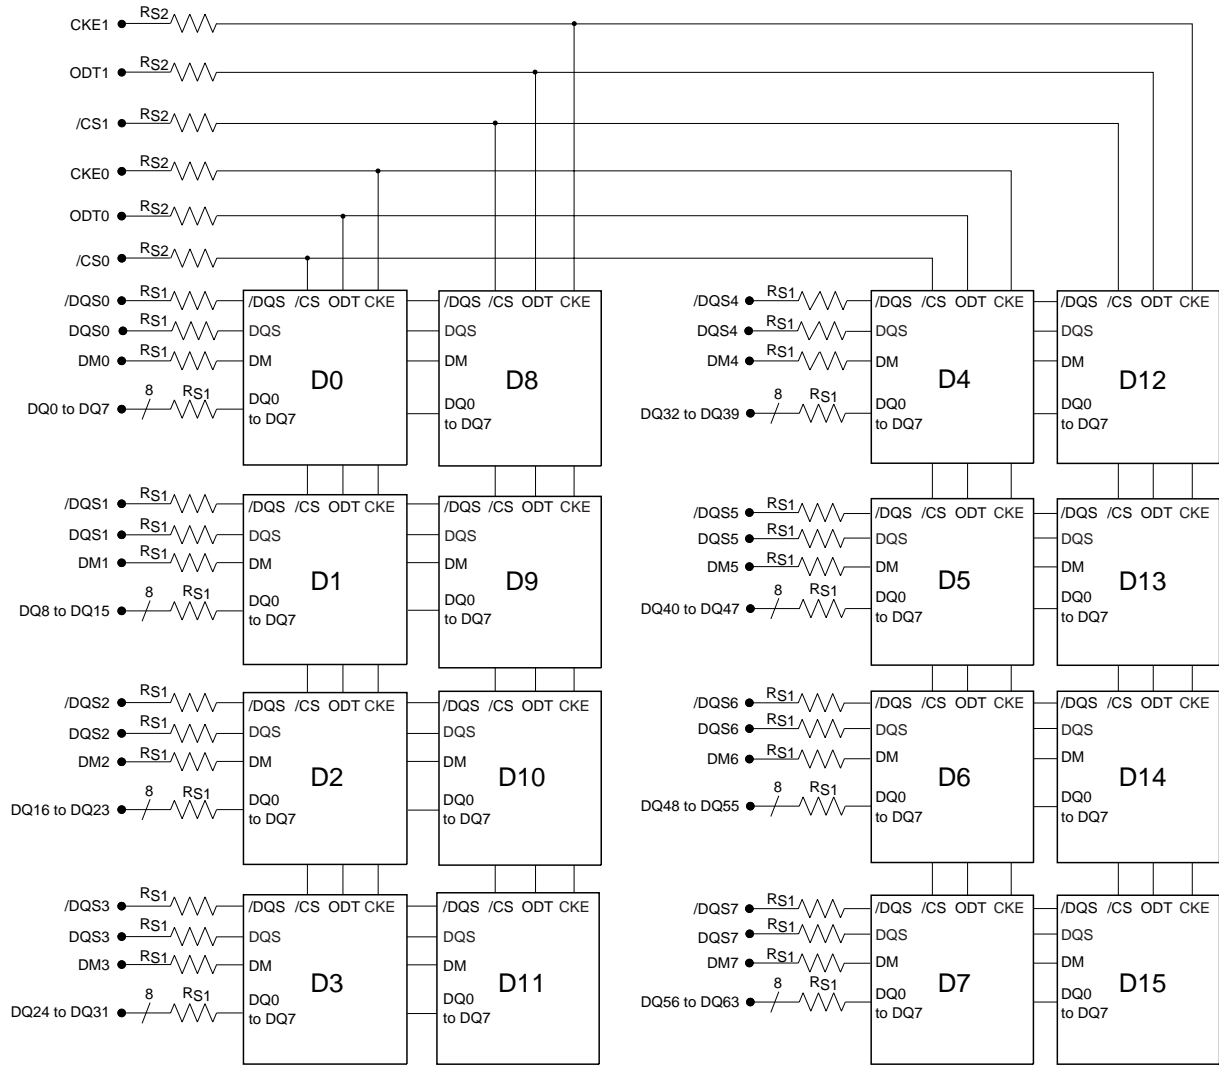 CKE1 RS2
ODT1 RS2
/CS1 RS2
CKE0 RS2
ODT0 RS2
/CS0 RS2
/DQS0 RS1 /DQS /CS ODT CKE /DQS /CS ODT CKE
DQS0 RS1 DQS DQS
DM0 RS1 DM DM
D0 D8
DQ0 to DQ7 8 RS1 DQ0 to DQ7 DQ0 to DQ7
/DQS4 RS1 /DQS /CS ODT CKE /DQS /CS ODT CKE
DQS4 RS1 DQS DQS
DM4 RS1 DM DM
D4 D12
DQ32 to DQ39 8 RS1 DQ0 to DQ7 DQ0 to DQ7
/DQS1 RS1 /DQS /CS ODT CKE /DQS /CS ODT CKE
DQS1 RS1 DQS DQS
DM1 RS1 DM DM
D1 D9
DQ8 to DQ15 8 RS1 DQ0 to DQ7 DQ0 to DQ7
/DQS5 RS1 /DQS /CS ODT CKE /DQS /CS ODT CKE
DQS5 RS1 DQS DQS
DM5 RS1 DM DM
D5 D13
DQ40 to DQ47 8 RS1 DQ0 to DQ7 DQ0 to DQ7
/DQS2 RS1 /DQS /CS ODT CKE /DQS /CS ODT CKE
DQS2 RS1 DQS DQS
DM2 RS1 DM DM
D2 D10
DQ16 to DQ23 8 RS1 DQ0 to DQ7 DQ0 to DQ7
/DQS6 RS1 /DQS /CS ODT CKE /DQS /CS ODT CKE
DQS6 RS1 DQS DQS
DM6 RS1 DM DM
D6 D14
DQ48 to DQ55 8 RS1 DQ0 to DQ7 DQ0 to DQ7
/DQS3 RS1 /DQS /CS ODT CKE /DQS /CS ODT CKE
DQS3 RS1 DQS DQS
DM3 RS1 DM DM
D3 D11
DQ24 to DQ31 8 RS1 DQ0 to DQ7 DQ0 to DQ7
/DQS7 RS1 /DQS /CS ODT CKE /DQS /CS ODT CKE
DQS7 RS1 DQS DQS
DM7 RS1 DM DM
D7 D15
DQ56 to DQ63 8 RS1 DQ0 to DQ7 DQ0 to DQ7